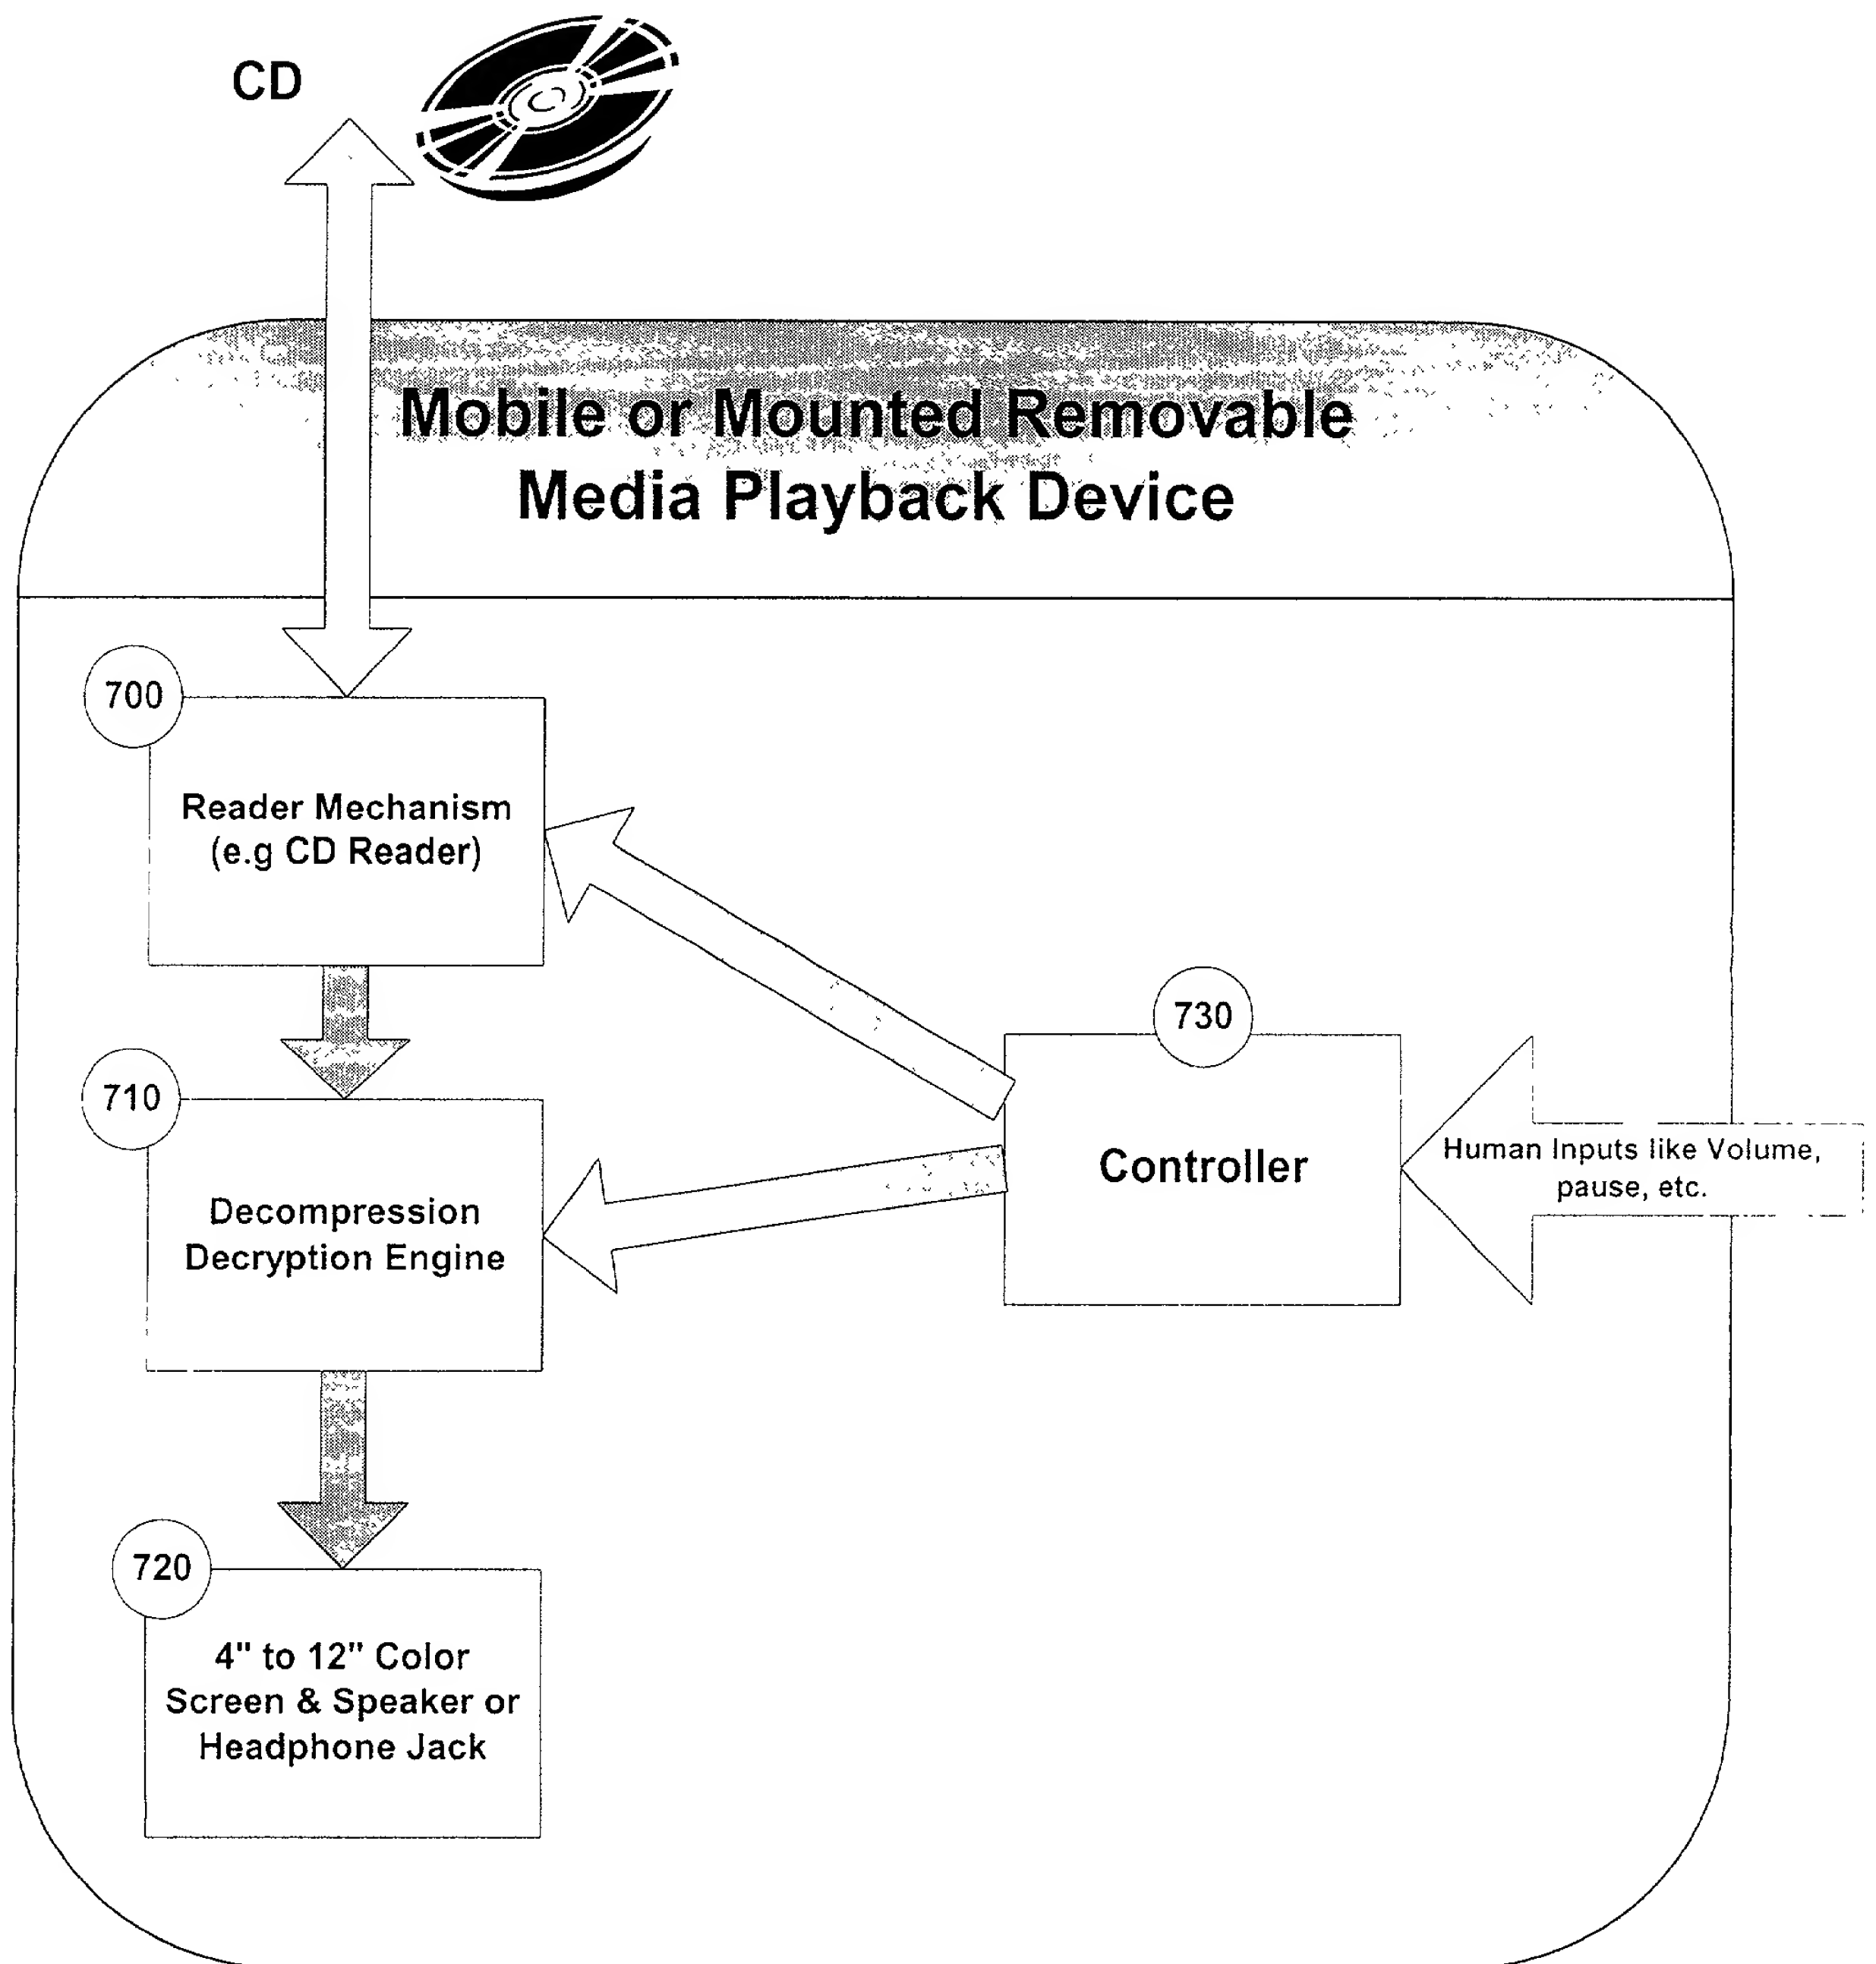 CD
Mobile or Mounted Removable
Media Playback Device
700
Reader Mechanism
(e.g CD Reader)
730
710
Controller
Human Inputs like Volume,
pause, etc.
Decompression
Decryption Engine
720
4" to 12" Color
Screen & Speaker or
Headphone Jack